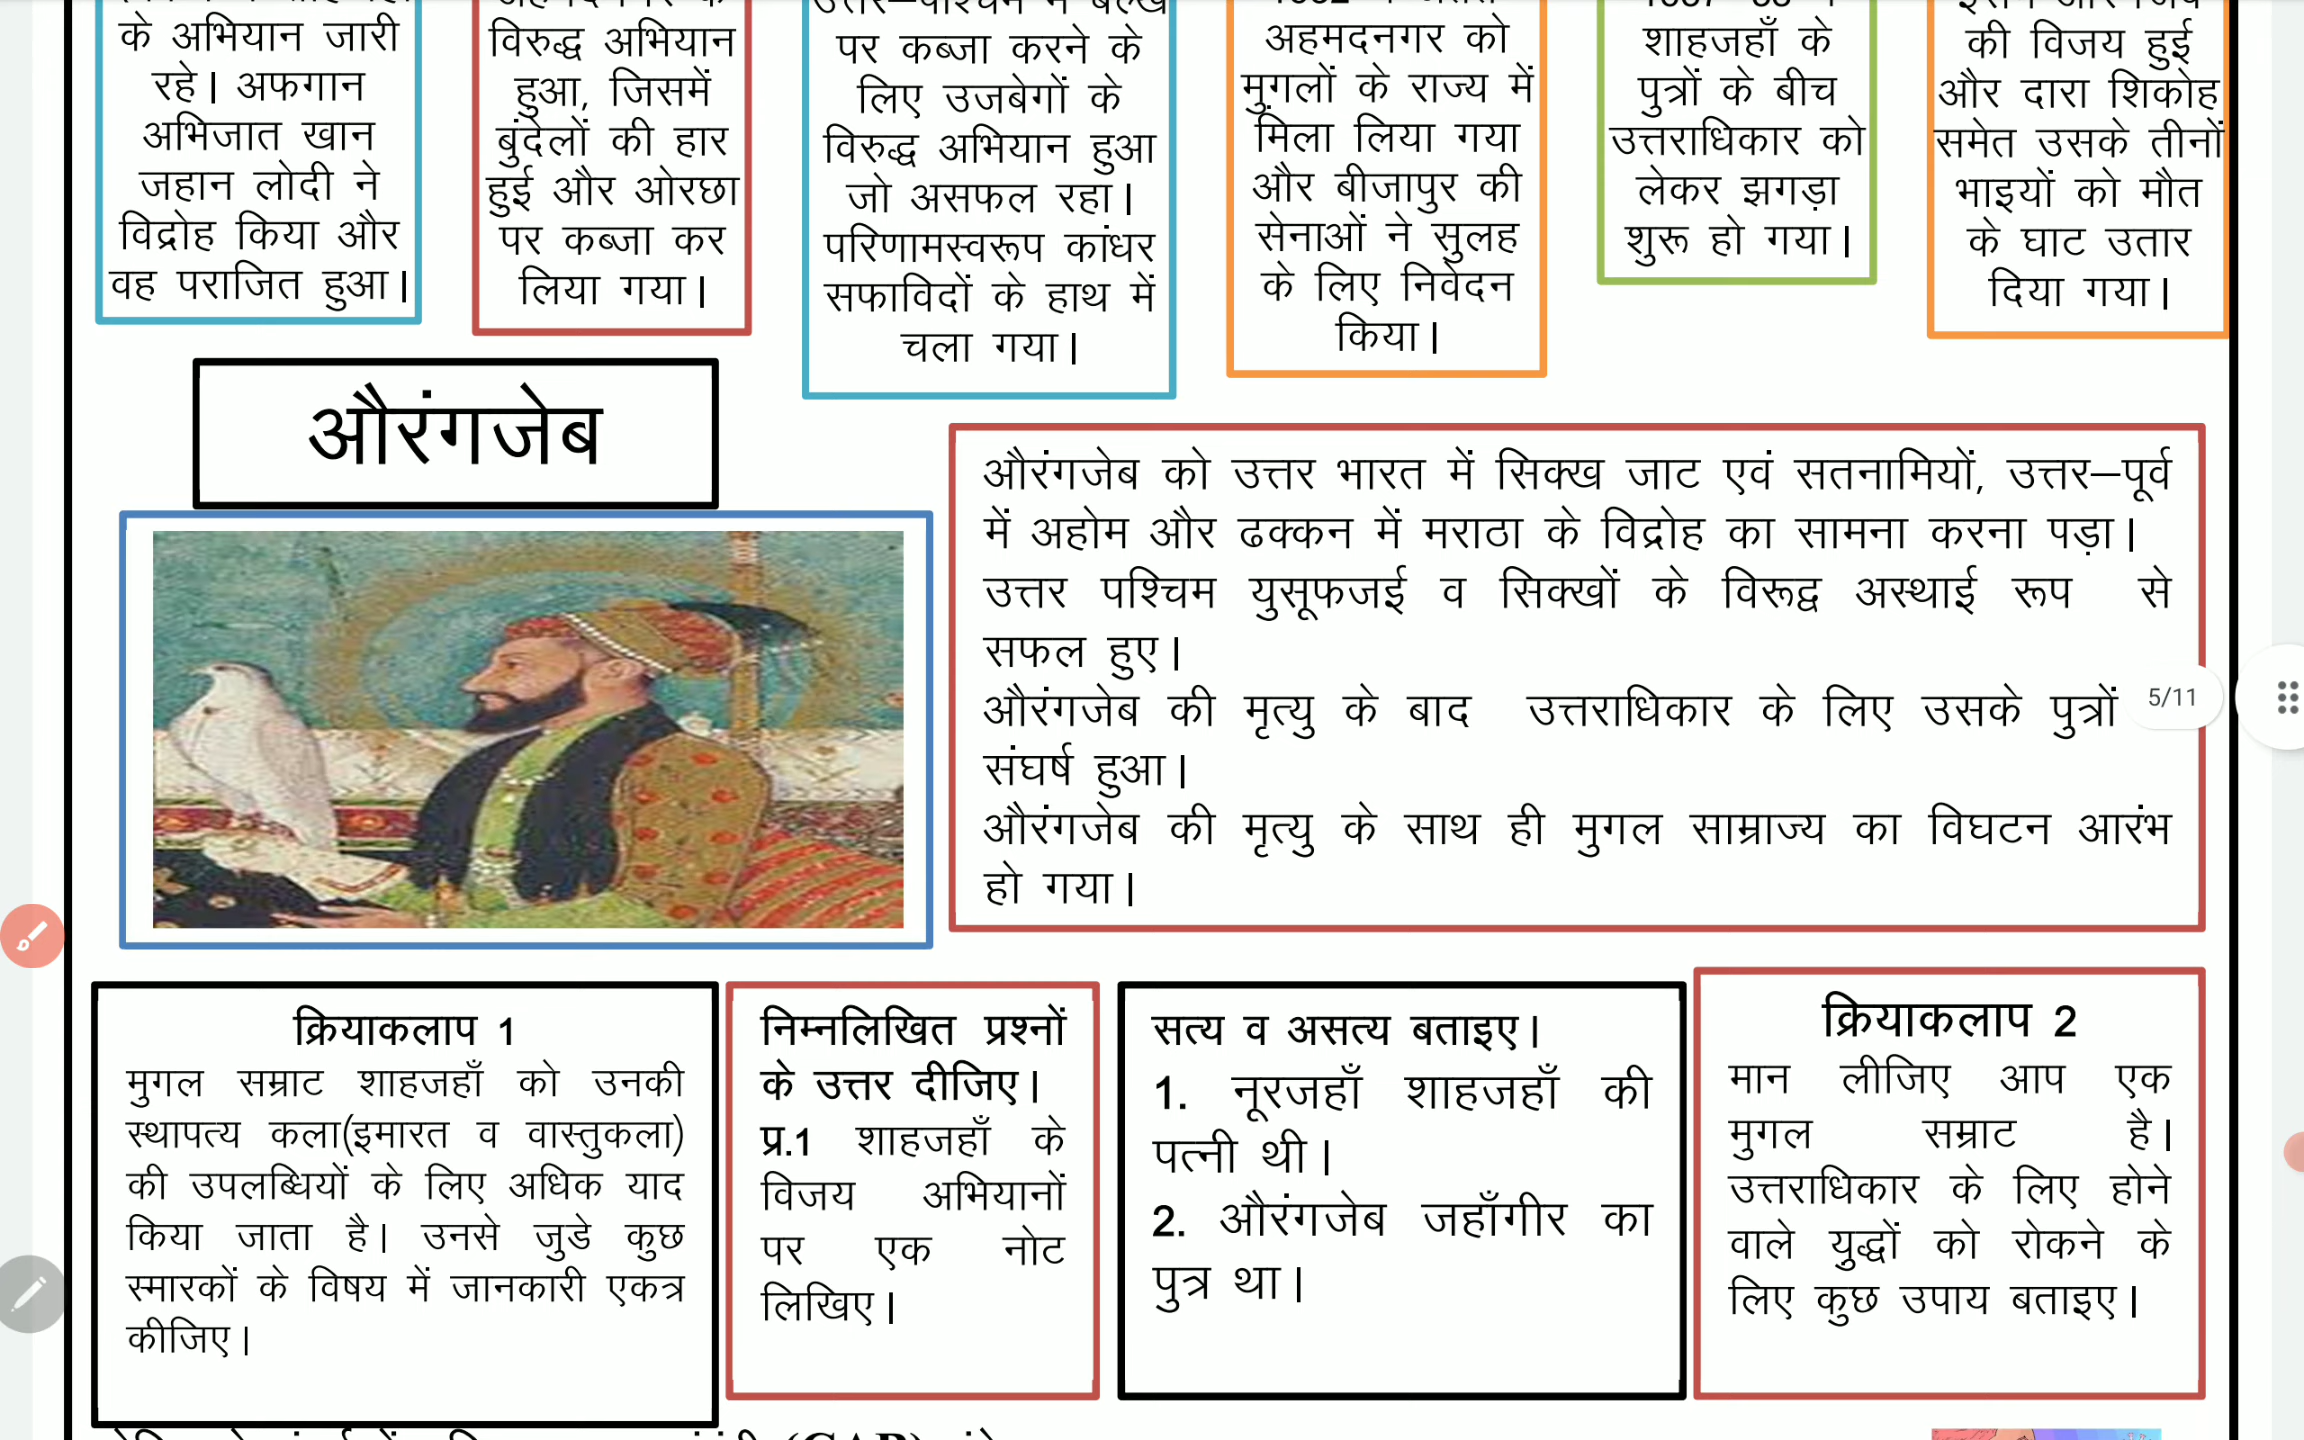 के अभियान जारी
रहे। अफगान
अभिजात खान
जहान लोदी ने
विद्रोह किया और
वह पराजित हुआ।
विरुद्ध अभियान
हुआ, जिसमें
बुंदेलों की हार
हुई और ओरछा
पर कब्जा कर
लिया गया।
उत्तर–पश्चिम में बल्ख
पर कब्जा करने के
लिए उजबेगों के
विरुद्ध अभियान हुआ
जो असफल रहा।
परिणामस्वरूप कांधर
सफाविदों के हाथ में
चला गया।
अहमदनगर को
मुगलों के राज्य में
मिला लिया गया
और बीजापुर की
सेनाओं ने सुलह
के लिए निवेदन
किया।
शाहजहाँ के
पुत्रों के बीच
उत्तराधिकार को
लेकर झगड़ा
शुरू हो गया।
की विजय हुई
और दारा शिकोह
समेत उसके तीनों
भाइयों को मौत
के घाट उतार
दिया गया।
औरंगजेब
औरंगजेब को उत्तर भारत में सिक्ख जाट एवं सतनामियों, उत्तर–पूर्व
में अहोम और ढक्कन में मराठा के विद्रोह का सामना करना पड़ा।
उत्तर पश्चिम युसूफजई व सिक्खों के विरूद्व अस्थाई रूप से
सफल हुए।
औरंगजेब की मृत्यु के बाद उत्तराधिकार के लिए उसके पुत्रों
5/11
संघर्ष हुआ।
औरंगजेब की मृत्यु के साथ ही मुगल साम्राज्य का विघटन आरंभ
हो गया।
क्रियाकलाप 1
मुगल सम्राट शाहजहाँ को उनकी
स्थापत्य कला(इमारत व वास्तुकला)
की उपलब्धियों के लिए अधिक याद
किया जाता है। उनसे जुडे कुछ
स्मारकों के विषय में जानकारी एकत्र
कीजिए।
निम्नलिखित प्रश्नों
के उत्तर दीजिए।
प्र.1 शाहजहाँ के
विजय अभियानों
पर एक नोट
लिखिए।
सत्य व असत्य बताइए।
1. नूरजहाँ शाहजहाँ की
पत्नी थी।
2. औरंगजेब जहाँगीर का
पुत्र था।
क्रियाकलाप 2
मान लीजिए आप एक
मुगल सम्राट है।
उत्तराधिकार के लिए होने
वाले युद्धों को रोकने के
लिए कुछ उपाय बताइए।